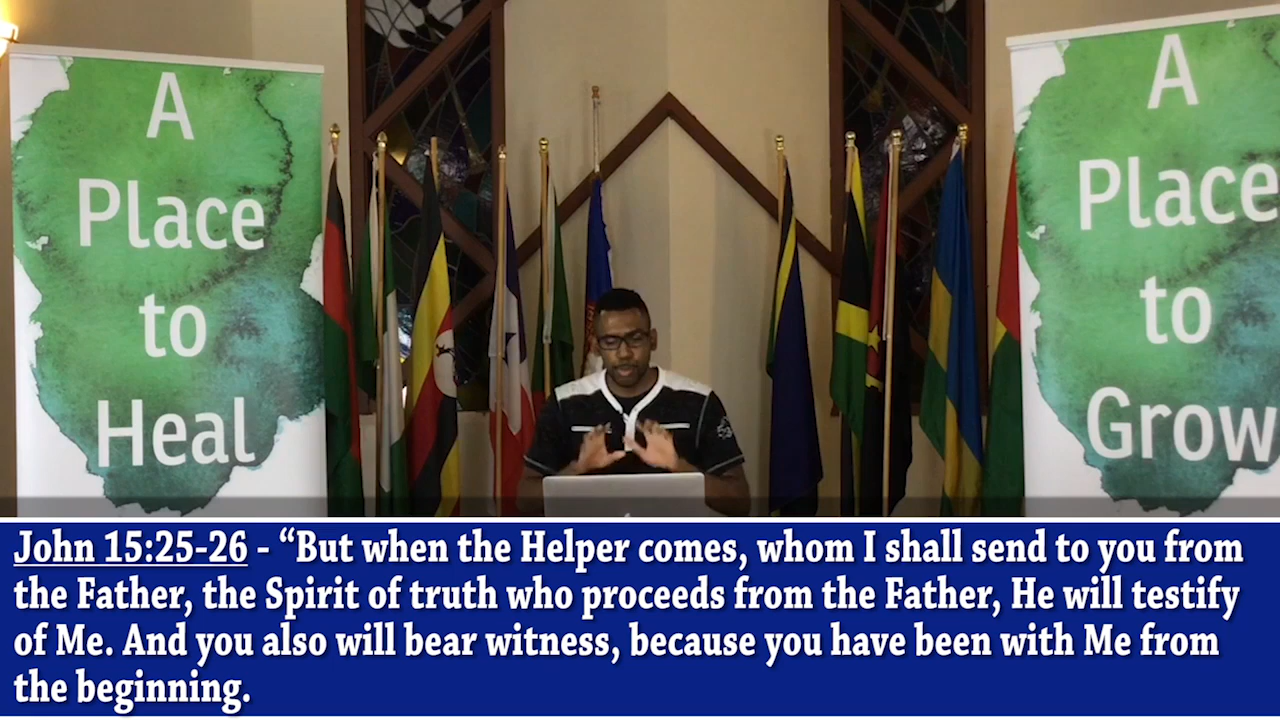 A
Place
to
Heal
A
Place
to
Grow
John 15:25-26 - “But when the Helper comes, whom I shall send to you from
the Father, the Spirit of truth who proceeds from the Father, He will testify
of Me. And you also will bear witness, because you have been with Me from
the beginning.